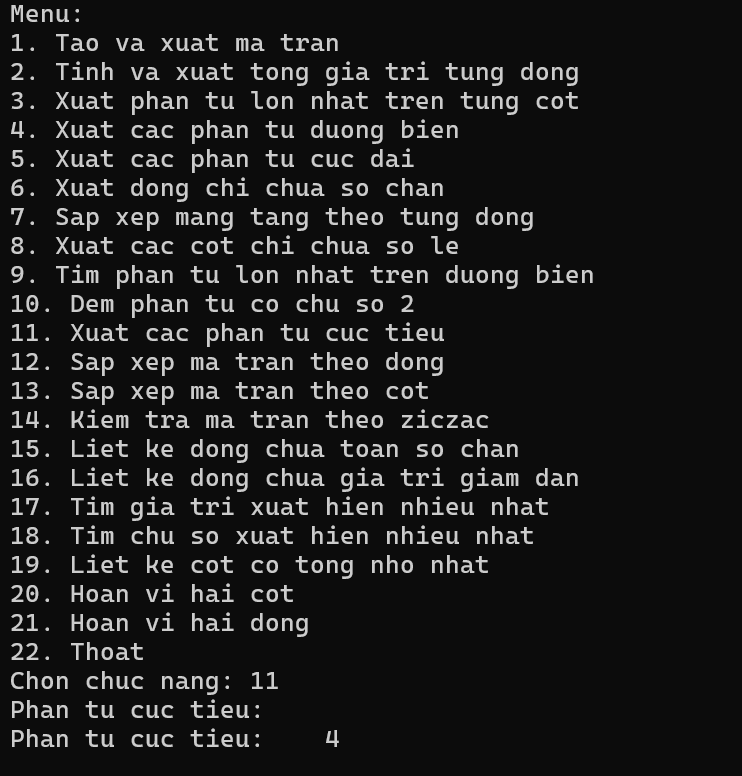 Menu:
1. Tao va xuat ma tran
2. Tinh va xuat tong gia tri tung dong
3. Xuat phan tu lon nhat tren tung cot
4. Xuat cac phan tu duong bien
5. Xuat cac phan tu cuc dai
6. Xuat dong chi chua so chan
7. Sap xep mang tang theo tung dong
8. Xuat cac cot chi chua so le
9. Tim phan tu lon nhat tren duong bien
10. Dem phan tu co chu so 2
11. Xuat cac phan tu cuc tieu
12. Sap xep ma tran theo dong
13. Sap xep ma tran theo cot
14. Kiem tra ma tran theo ziczac
15. Liet ke dong chua toan so chan
16. Liet ke dong chua gia tri giam dan
17. Tim gia tri xuat hien nhieu nhat
18. Tim chu so xuat hien nhieu nhat
19. Liet ke cot co tong nho nhat
20. Hoan vi hai cot
21. Hoan vi hai dong
22. Thoat
Chon chuc nang: 11
Phan tu cuc tieu:
Phan tu cuc tieu:    4